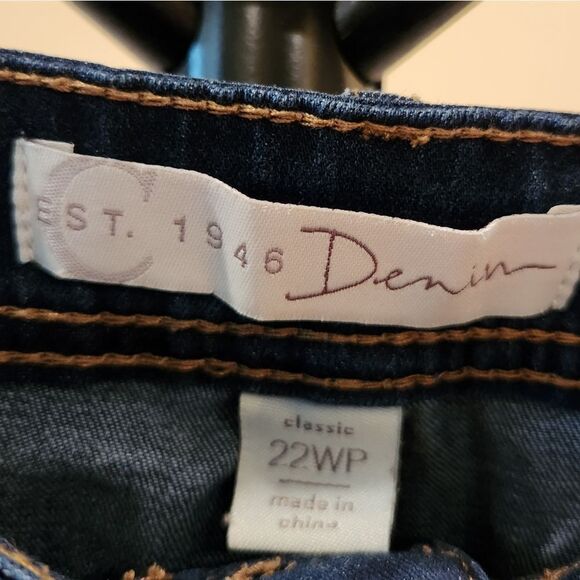 C
EST. 1946 Denim
classic
22WP
made in
china